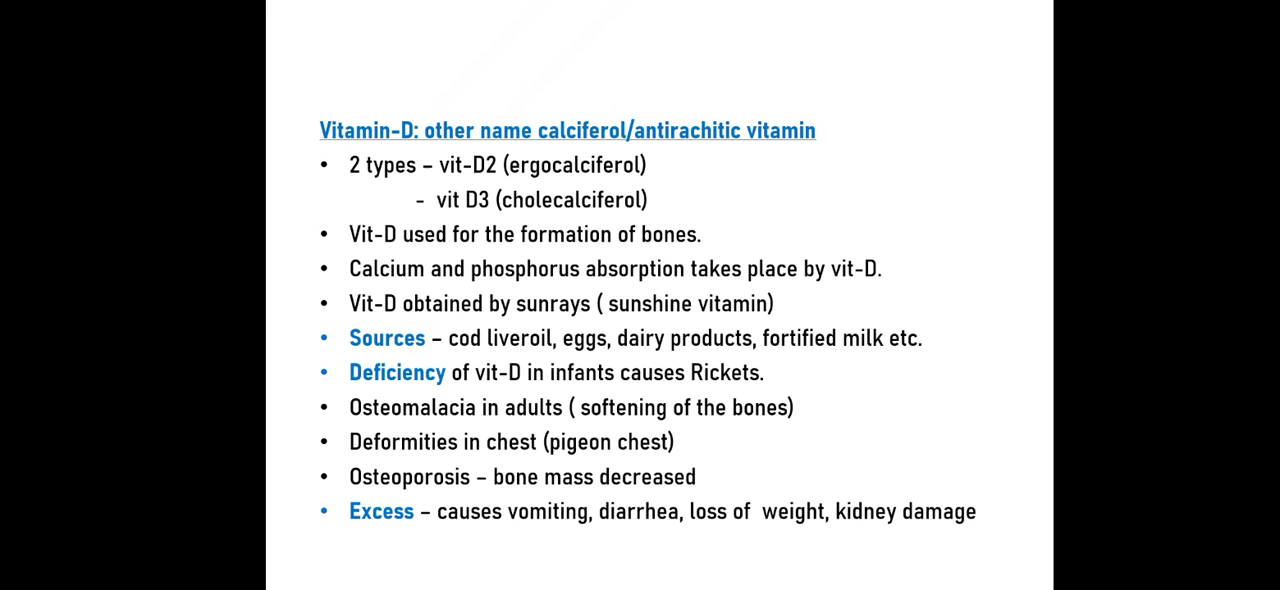 Vitamin-D: other name calciferol/antirachitic vitamin
• 2 types – vit-D2 (ergocalciferol)
- vit D3 (cholecalciferol)
• Vit-D used for the formation of bones.
• Calcium and phosphorus absorption takes place by vit-D.
• Vit-D obtained by sunrays ( sunshine vitamin)
• Sources – cod liveroil, eggs, dairy products, fortified milk etc.
• Deficiency of vit-D in infants causes Rickets.
• Osteomalacia in adults ( softening of the bones)
• Deformities in chest (pigeon chest)
• Osteoporosis – bone mass decreased
• Excess – causes vomiting, diarrhea, loss of  weight, kidney damage